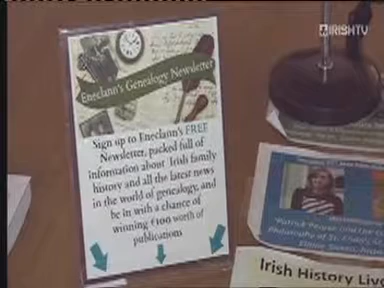 IRISHTV
Eneclann's Genealogy Newsletter
Sign up to Eneclann's FREE
Newsletter, packed full of
information about Irish family
history and all the latest news
in the world of genealogy, and
be in with a chance of
winning €100 worth of
publications
Irish History Live